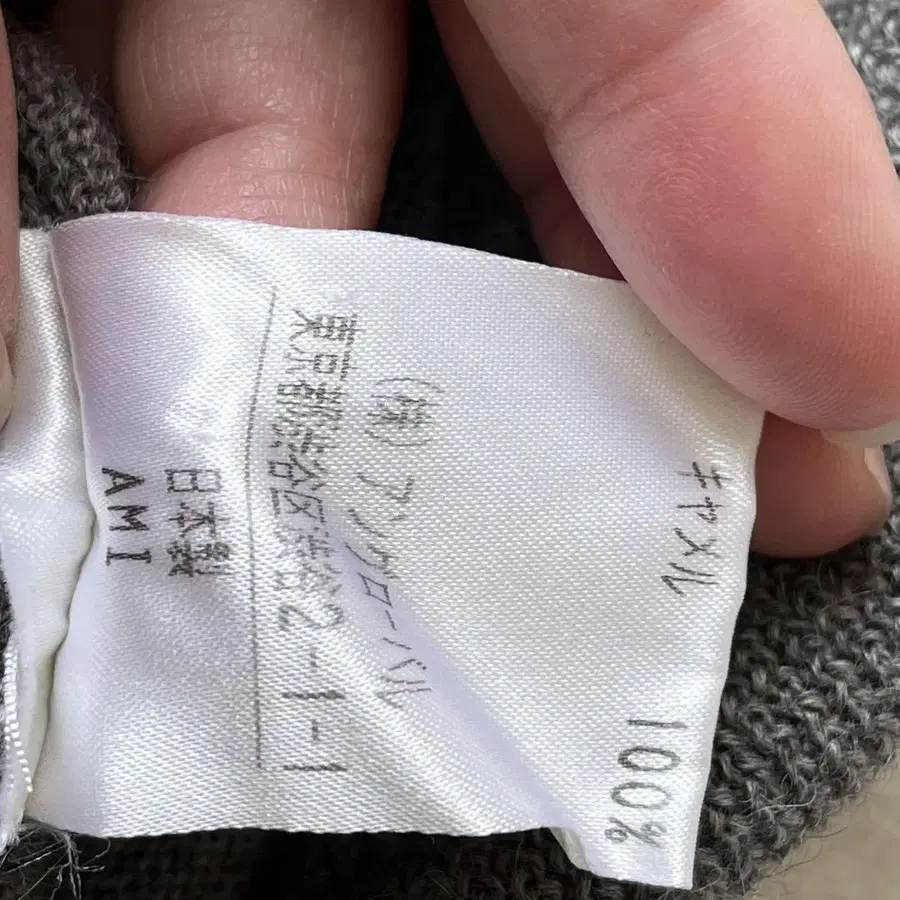 キャメル 100%
(株)アングローバル
東京都渋谷区渋谷2-1-1
日本製
AMI